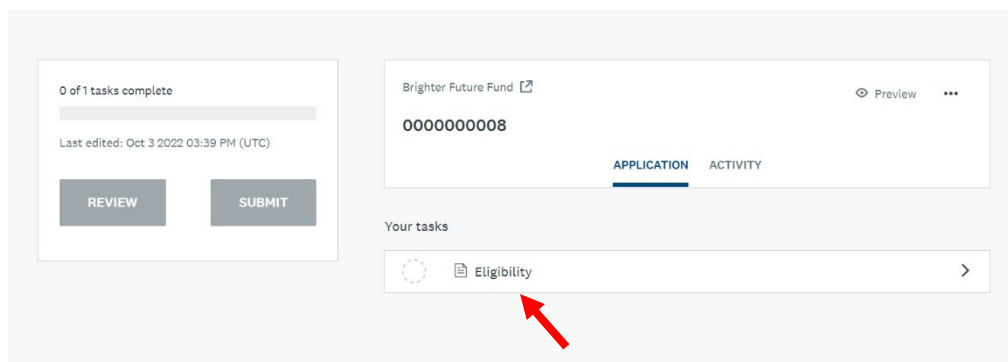 0 of 1 tasks complete
Last edited: Oct 3 2022 03:39 PM (UTC)
REVIEW SUBMIT
Brighter Future Fund
Preview
0000000008
APPLICATION ACTIVITY
Your tasks
Eligibility